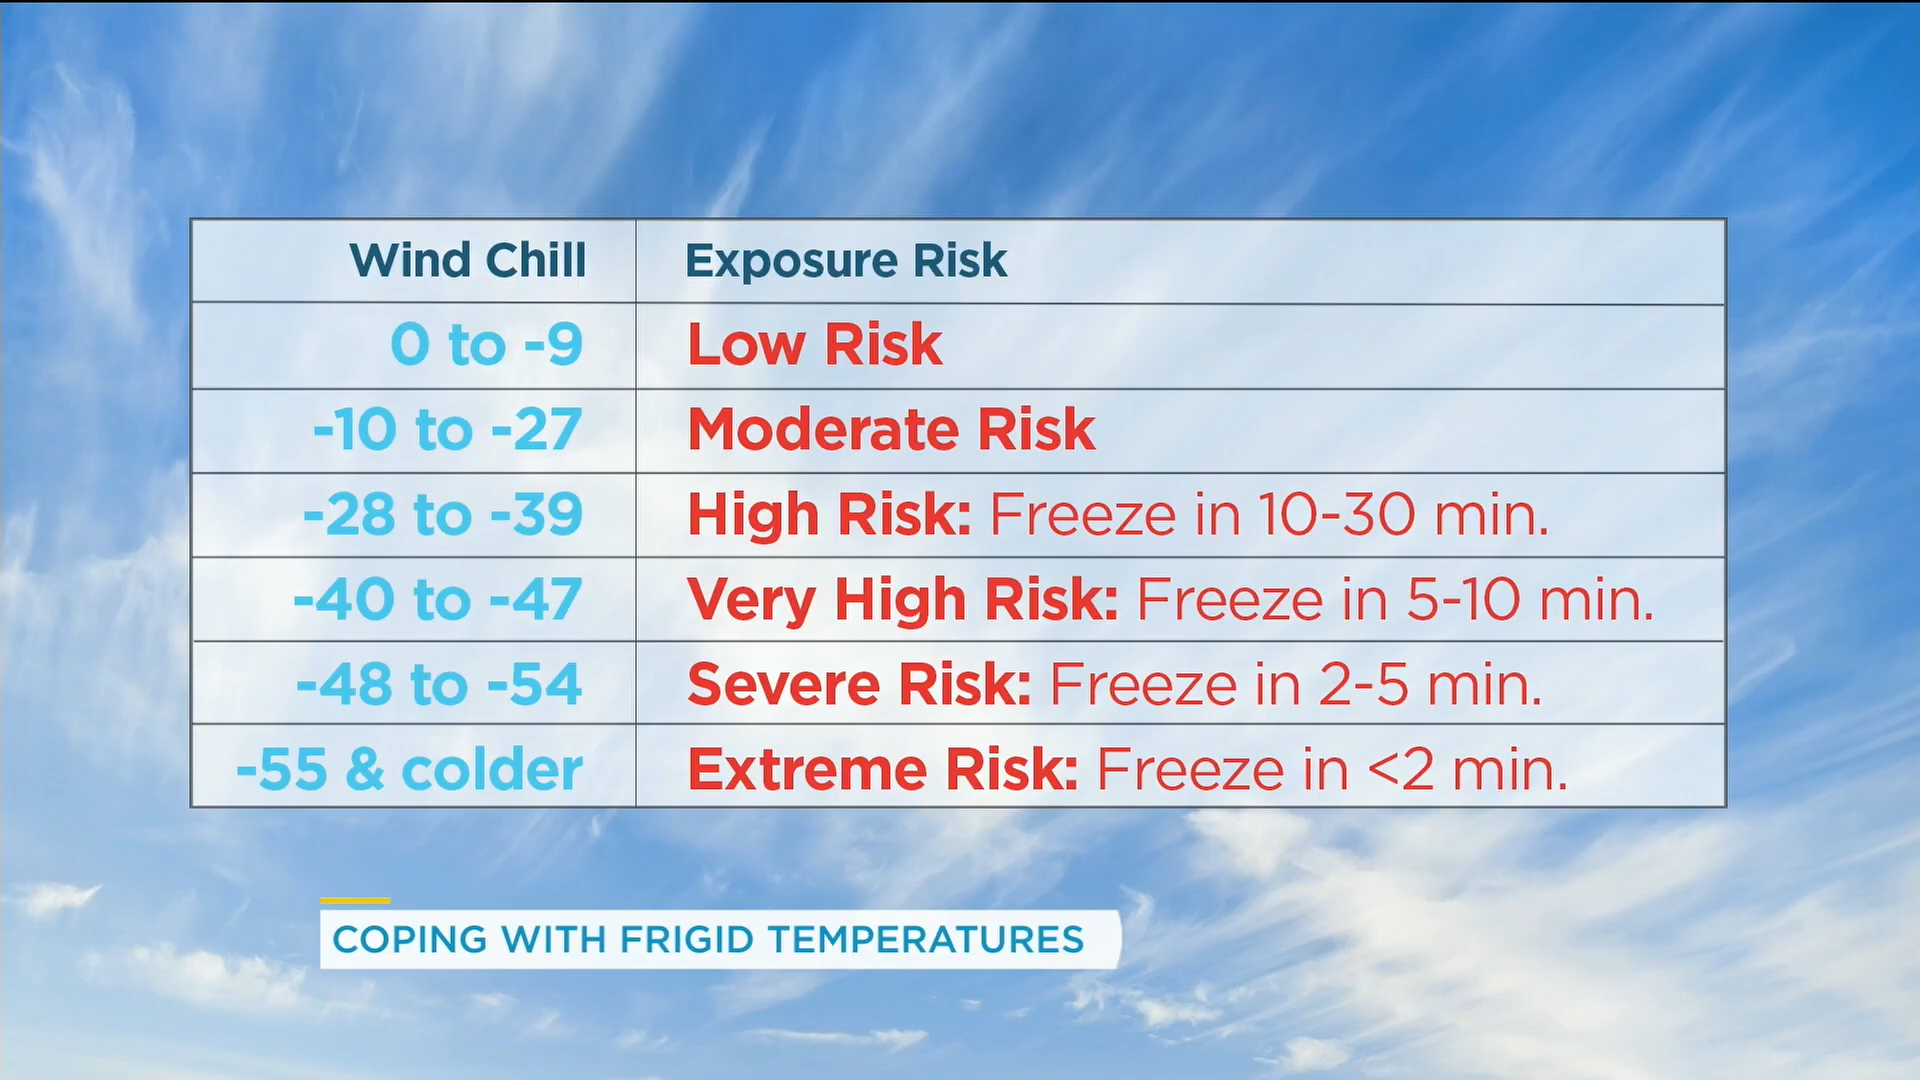 Wind Chill Exposure Risk
0 to -9 Low Risk
-10 to -27 Moderate Risk
-28 to -39 High Risk: Freeze in 10-30 min.
-40 to -47 Very High Risk: Freeze in 5-10 min.
-48 to -54 Severe Risk: Freeze in 2-5 min.
-55 & colder Extreme Risk: Freeze in <2 min.
COPING WITH FRIGID TEMPERATURES